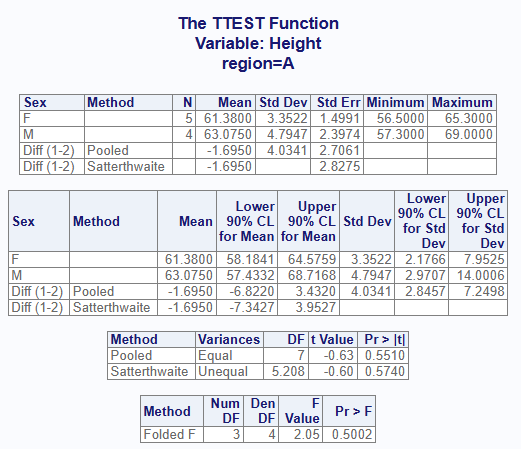 The TTEST Function
Variable: Height
region=A
Sex Method N Mean Std Dev Std Err Minimum Maximum
F 5 61.3800 3.3522 1.4991 56.5000 65.3000
M 4 63.0750 4.7947 2.3974 57.3000 69.0000
Diff (1-2) Pooled -1.6950 4.0341 2.7061
Diff (1-2) Satterthwaite -1.6950 2.8275
Sex Method Mean Lower 90% CL for Mean Upper 90% CL for Mean Std Dev Lower 90% CL for Std Dev Upper 90% CL for Std Dev
F 61.3800 58.1841 64.5759 3.3522 2.1766 7.9525
M 63.0750 57.4332 68.7168 4.7947 2.9707 14.0006
Diff (1-2) Pooled -1.6950 -6.8220 3.4320 4.0341 2.8457 7.2498
Diff (1-2) Satterthwaite -1.6950 -7.3427 3.9527
Method Variances DF t Value Pr > |t|
Pooled Equal 7 -0.63 0.5510
Satterthwaite Unequal 5.208 -0.60 0.5740
Method Num DF Den DF F Value Pr > F
Folded F 3 4 2.05 0.5002